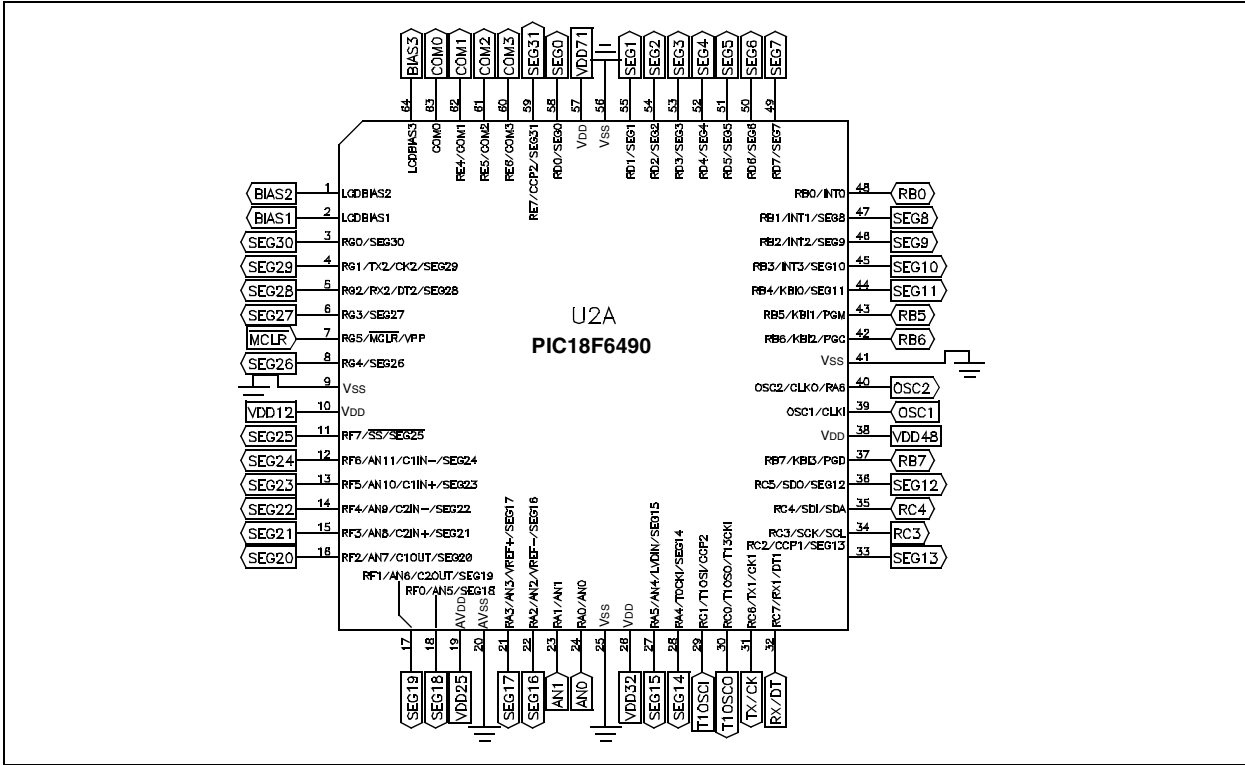 BIAS3 COM0 COM1 COM2 COM3 SEG31 SEG0 VDD71 SEG1 SEG2 SEG3 SEG4 SEG5 SEG6 SEG7
64 63 62 61 60 59 58 57 56 55 54 53 52 51 50 49
LCDBIAS3 COM0 RE4/COM1 RE5/COM2 RE6/COM3 RE7/CCP2/SEG31 RD0/SEG0 VDD VSS RD1/SEG1 RD2/SEG2 RD3/SEG3 RD4/SEG4 RD5/SEG5 RD6/SEG6 RD7/SEG7
BIAS2 1 LCDBIAS2
BIAS1 2 LCDBIAS1
SEG30 3 RG0/SEG30
SEG29 4 RG1/TX2/CK2/SEG29
SEG28 5 RG2/RX2/DT2/SEG28
SEG27 6 RG3/SEG27
MCLR 7 RG5/MCLR/VPP
SEG26 8 RG4/SEG26
9 VSS
VDD12 10 VDD
SEG25 11 RF7/SS/SEG25
SEG24 12 RF6/AN11/C1IN-/SEG24
SEG23 13 RF5/AN10/C1IN+/SEG23
SEG22 14 RF4/AN9/C2IN-/SEG22
SEG21 15 RF3/AN8/C2IN+/SEG21
SEG20 16 RF2/AN7/C1OUT/SEG20
U2A
PIC18F6490
RB0/INT0 48 RB0
RB1/INT1/SEG8 47 SEG8
RB2/INT2/SEG9 46 SEG9
RB3/INT3/SEG10 45 SEG10
RB4/KBI0/SEG11 44 SEG11
RB5/KBI1/PGM 43 RB5
RB6/KBI2/PGC 42 RB6
VSS 41
OSC2/CLKO/RA6 40 OSC2
OSC1/CLKI 39 OSC1
VDD 38 VDD48
RB7/KBI3/PGD 37 RB7
RC5/SDO/SEG12 36 SEG12
RC4/SDI/SDA 35 RC4
RC3/SCK/SCL 34 RC3
RC2/CCP1/SEG13 33 SEG13
RF1/AN6/C2OUT/SEG19
RF0/AN5/SEG18
AVDD AVSS RA3/AN3/VREF+/SEG17 RA2/AN2/VREF-/SEG16 RA1/AN1 RA0/AN0 VSS VDD RA5/AN4/LVDIN/SEG15 RA4/T0CKI/SEG14 RC1/T1OSI/CCP2 RC0/T1OSO/T13CKI RC6/TX1/CK1 RC7/RX1/DT1
17 18 19 20 21 22 23 24 25 26 27 28 29 30 31 32
SEG19 SEG18 VDD25 SEG17 SEG16 AN1 AN0 VDD32 SEG15 SEG14 T1OSCI T1OSCO TX/CK RX/DT